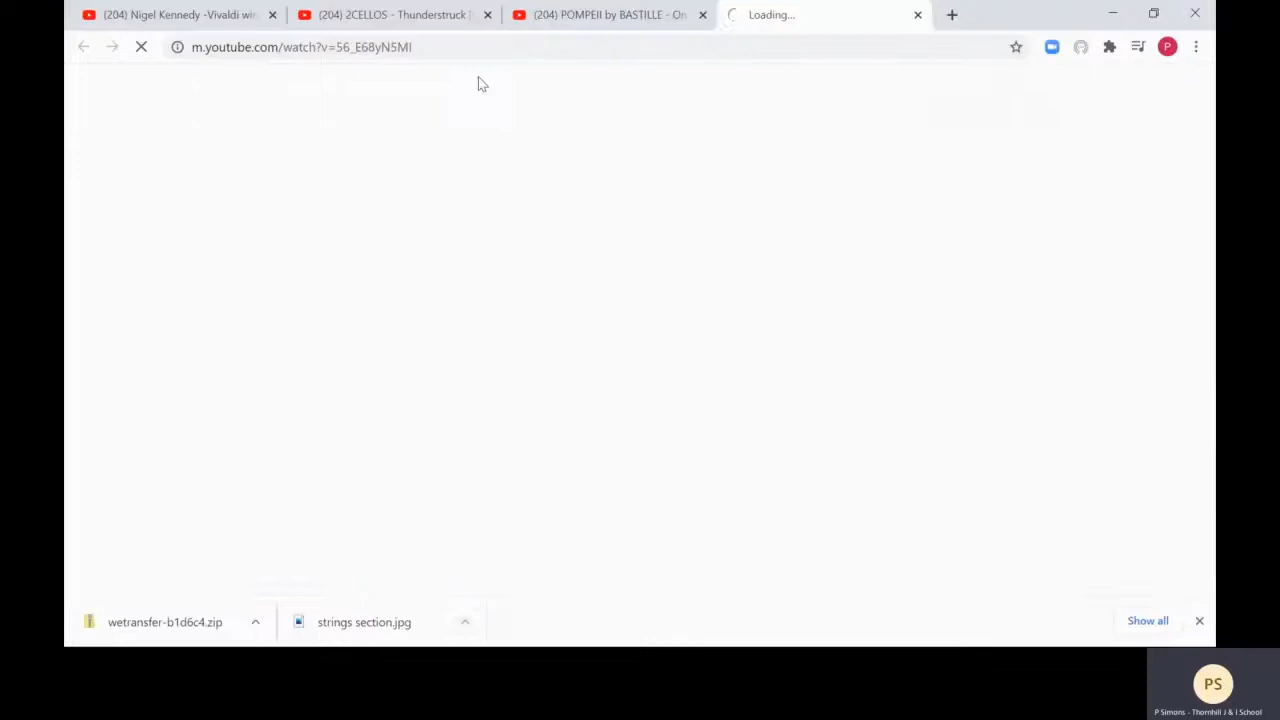 (204) Nigel Kennedy -Vivaldi win
(204) 2CELLOS - Thunderstruck
(204) POMPEII by BASTILLE - On
Loading...
m.youtube.com/watch?v=56_E68yN5MI
P
wetransfer-b1d6c4.zip
strings section.jpg
Show all
PS
P Simons - Thornhill J & I School